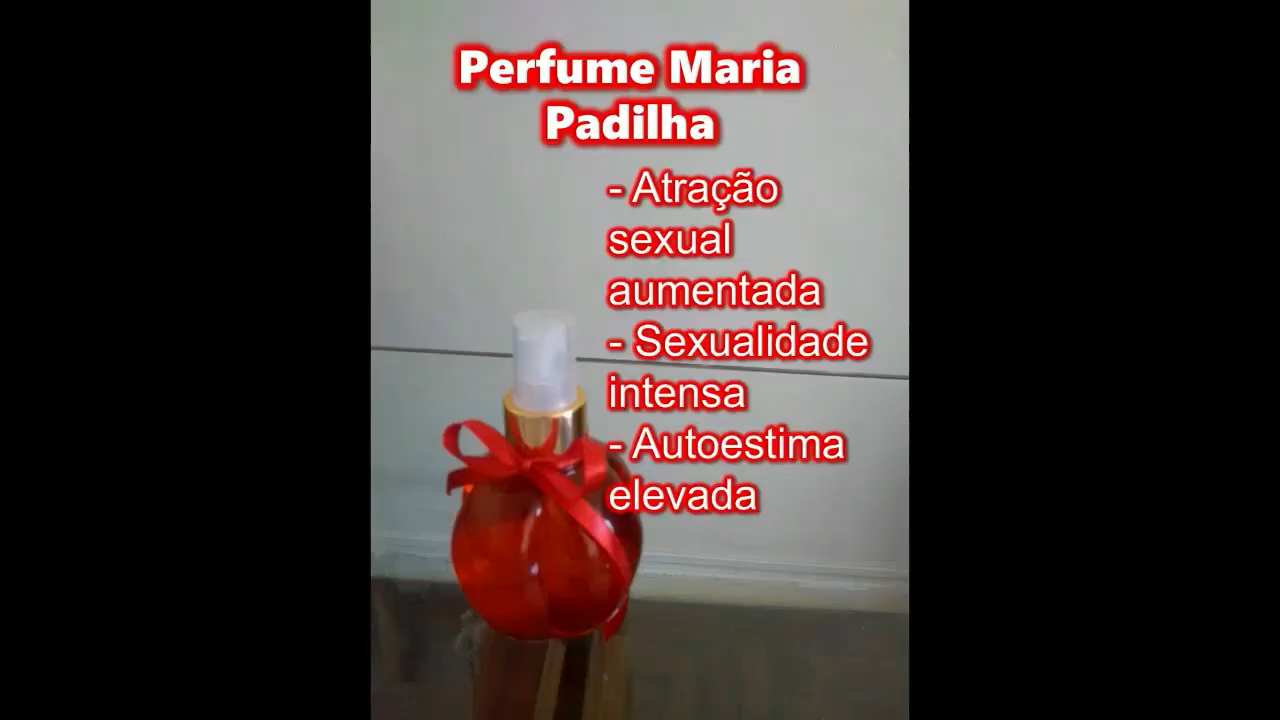 Perfume Maria
Padilha
- Atração
sexual
aumentada
- Sexualidade
intensa
- Autoestima
elevada